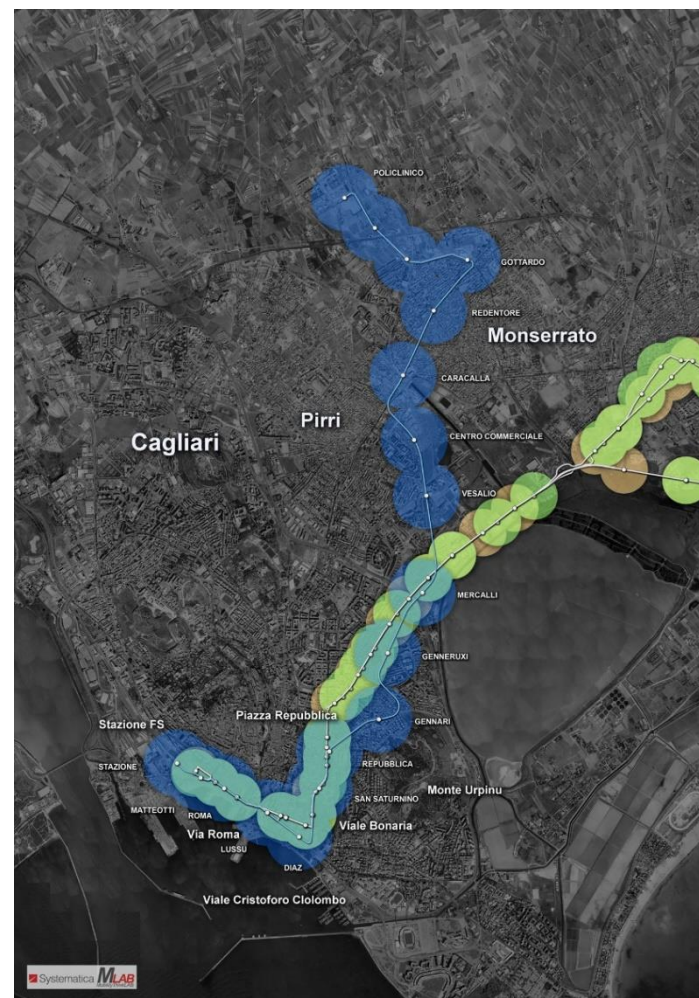 POLICLINICO
GOTTARDO
REDENTORE
Monserrato
CARACALLA
Pirri
CENTRO COMMERCIALE
Cagliari
VESALIO
MERCALLI
GENNERUXI
Piazza Repubblica
GENNARI
Stazione FS
REPUBBLICA
STAZIONE
Monte Urpinu
SAN SATURNINO
MATTEOTTI
ROMA
Viale Bonaria
Via Roma
LUSSU
DIAZ
Viale Cristoforo Clolombo
Systematica MLAB